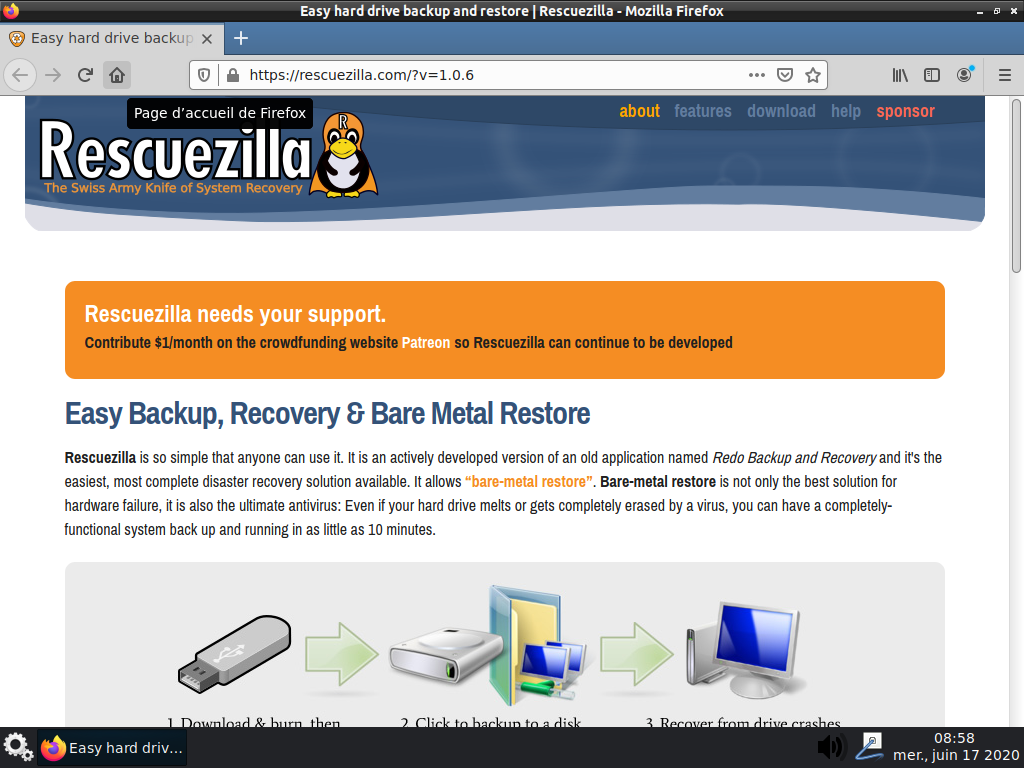 Easy hard drive backup and restore | Rescuezilla - Mozilla Firefox
Easy hard drive backup
https://rescuezilla.com/?v=1.0.6
Page d’accueil de Firefox
about features download help sponsor
R
Rescuezilla
The Swiss Army Knife of System Recovery
Rescuezilla needs your support.
Contribute $1/month on the crowdfunding website Patreon so Rescuezilla can continue to be developed
Easy Backup, Recovery & Bare Metal Restore
Rescuezilla is so simple that anyone can use it. It is an actively developed version of an old application named Redo Backup and Recovery and it's the
easiest, most complete disaster recovery solution available. It allows “bare-metal restore”. Bare-metal restore is not only the best solution for
hardware failure, it is also the ultimate antivirus: Even if your hard drive melts or gets completely erased by a virus, you can have a completely-
functional system back up and running in as little as 10 minutes.
1. Download & burn, then 2. Click to backup to a disk 3. Recover from drive crashes
Easy hard driv...
08:58
mer., juin 17 2020